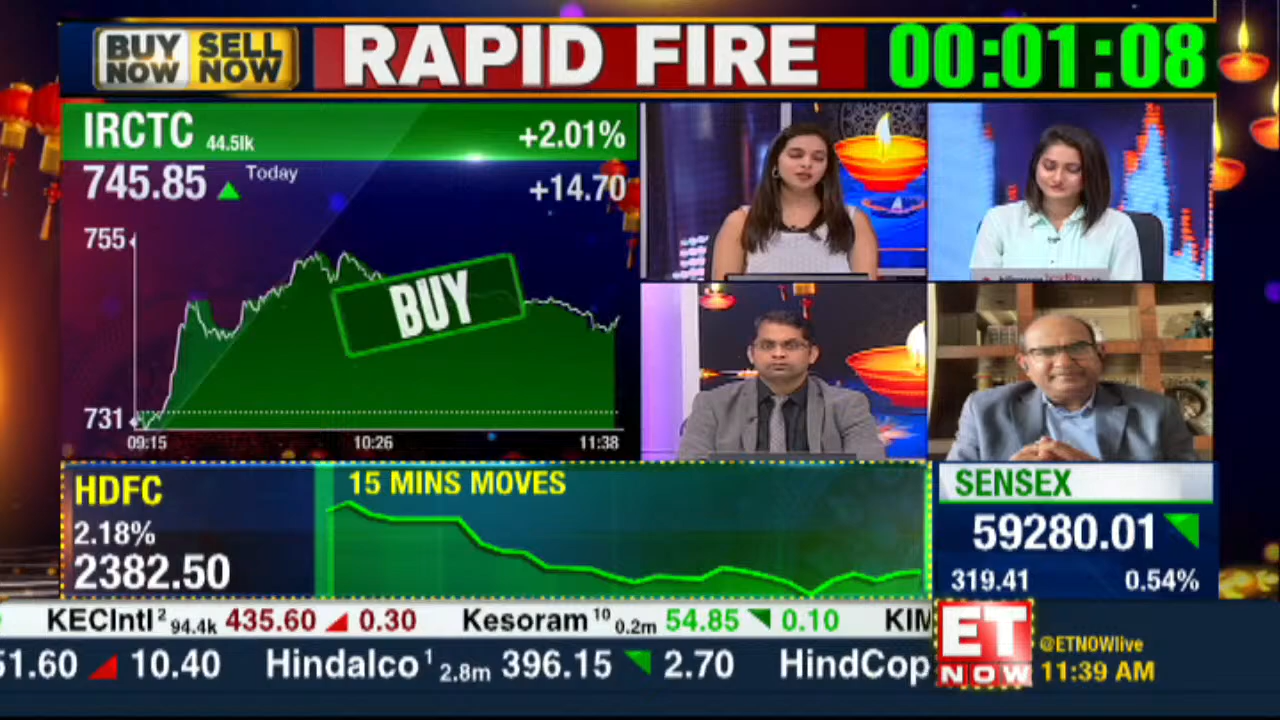 BUY NOW SELL NOW
RAPID FIRE
00:01:08
IRCTC 44.5lk +2.01%
745.85 Today +14.70
755
BUY
731
09:15 10:26 11:38
HDFC
2.18%
2382.50
15 MINS MOVES
SENSEX
59280.01
319.41 0.54%
KECIntl 2 94.4k 435.60 0.30 Kesoram 10 0.2m 54.85 0.10 KIM
51.60 10.40 Hindalco 1 2.8m 396.15 2.70 HindCop
ET NOW
@ETNOWlive
11:39 AM